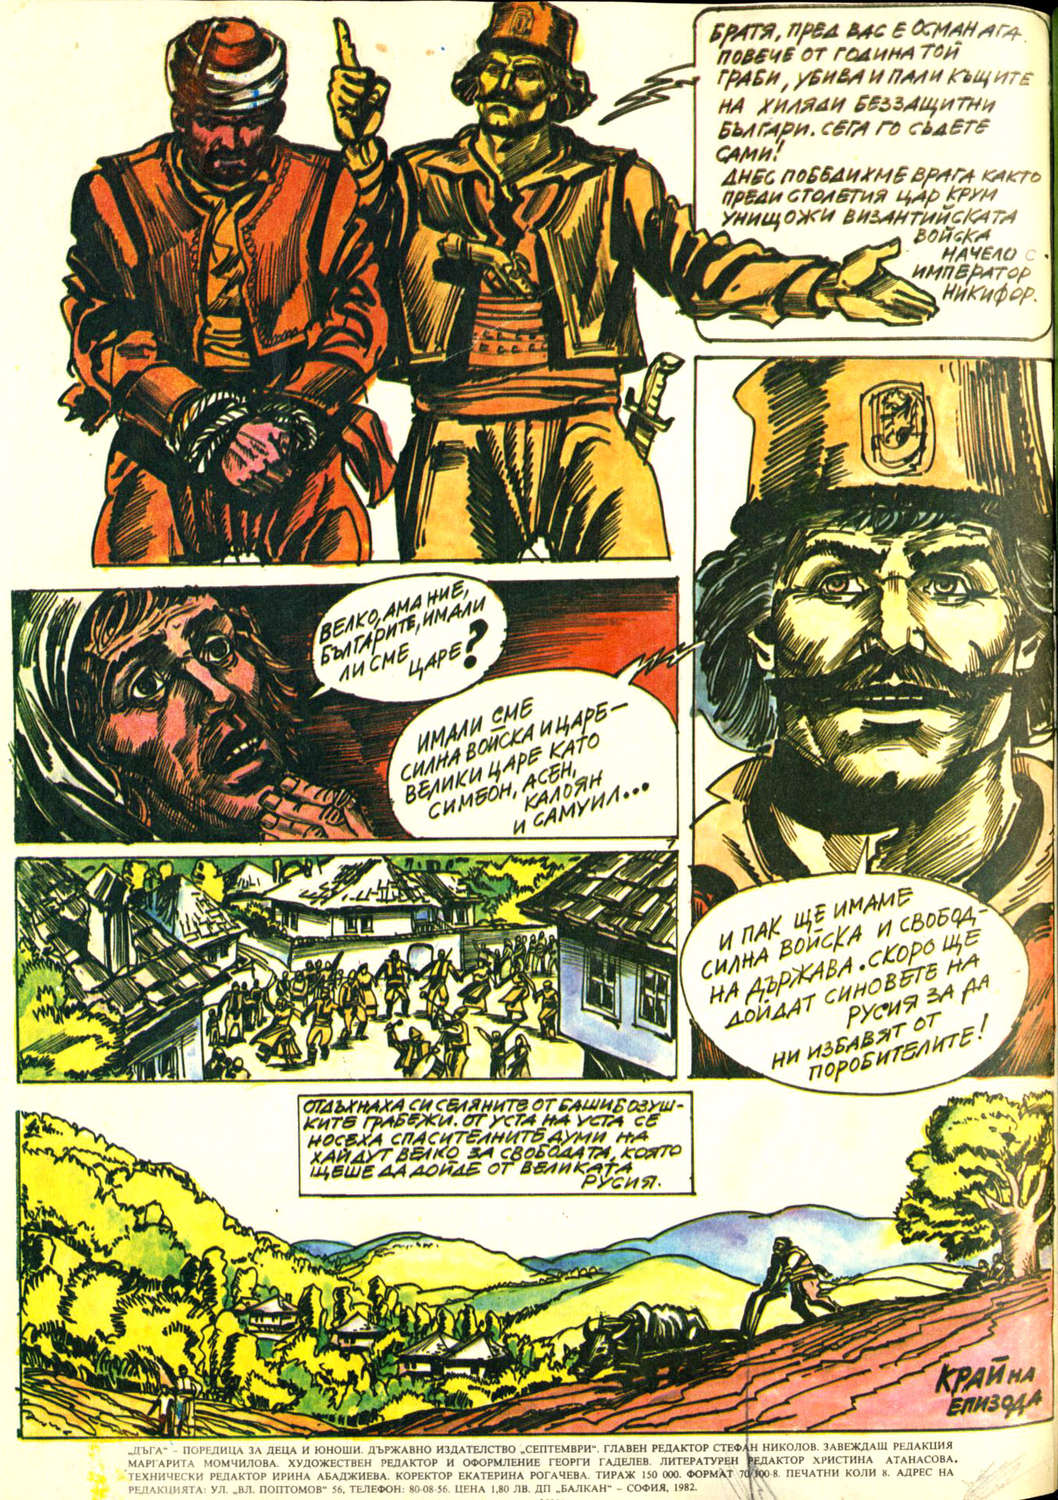 БРАТЯ, ПРЕД ВАС Е ОСМАН АГА.
ПОВЕЧЕ ОТ ГОДИНА ТОЙ
ГРАБИ, УБИВА И ПАЛИ КЪЩИТЕ
НА ХИЛЯДИ БЕЗЗАЩИТНИ
БЪЛГАРИ. СЕГА ГО СЪДЕТЕ
САМИ!
ДНЕС ПОБЕДИХМЕ ВРАГА КАКТО
ПРЕДИ СТОЛЕТИЯ ЦАР КРУМ
УНИЩОЖИ ВИЗАНТИЙСКАТА
ВОЙСКА
НАЧЕЛО С
ИМПЕРАТОР
НИКИФОР.
ВЕЛКО, АМА НИЕ,
БЪЛГАРИТЕ, ИМАЛИ
ЛИ СМЕ ЦАРЕ?
ИМАЛИ СМЕ
СИЛНА ВОЙСКА И ЦАРЕ-
ВЕЛИКИ ЦАРЕ КАТО
СИМЕОН, АСЕН,
КАЛОЯН
И САМУИЛ...
И ПАК ЩЕ ИМАМЕ
СИЛНА ВОЙСКА И СВОБОД-
НА ДЪРЖАВА. СКОРО ЩЕ
ДОЙДАТ СИНОВЕТЕ НА
РУСИЯ ЗА ДА
НИ ИЗБАВЯТ ОТ
ПОРОБИТЕЛИТЕ!
ОТДЪХНАХА СИ СЕЛЯНИТЕ ОТ БАШИБОЗУШ-
КИТЕ ГРАБЕЖИ. ОТ УСТА НА УСТА СЕ
НОСЕХА СПАСИТЕЛНИТЕ ДУМИ НА
ХАЙДУТ ВЕЛКО ЗА СВОБОДАТА, КОЯТО
ЩЕШЕ ДА ДОЙДЕ ОТ ВЕЛИКАТА
РУСИЯ.
КРАЙ НА
ЕПИЗОДА
„ДЪГА“ - ПОРЕДИЦА ЗА ДЕЦА И ЮНОШИ. ДЪРЖАВНО ИЗДАТЕЛСТВО „СЕПТЕМВРИ“. ГЛАВЕН РЕДАКТОР СТЕФАН НИКОЛОВ. ЗАВЕЖДАЩ РЕДАКЦИЯ
МАРГАРИТА МОМЧИЛОВА. ХУДОЖЕСТВЕН РЕДАКТОР И ОФОРМЛЕНИЕ ГЕОРГИ ГАДЕЛЕВ. ЛИТЕРАТУРЕН РЕДАКТОР ХРИСТИНА АТАНАСОВА.
ТЕХНИЧЕСКИ РЕДАКТОР ИРИНА АБАДЖИЕВА. КОРЕКТОР ЕКАТЕРИНА РОГАЧЕВА. ТИРАЖ 150 000. ФОРМАТ 70/100-8. ПЕЧАТНИ КОЛИ 8. АДРЕС НА
РЕДАКЦИЯТА: УЛ. „ВЛ. ПОПТОМОВ“ 56, ТЕЛЕФОН: 80-08-56. ЦЕНА 1,80 ЛВ. ДП „БАЛКАН“ – СОФИЯ, 1982.